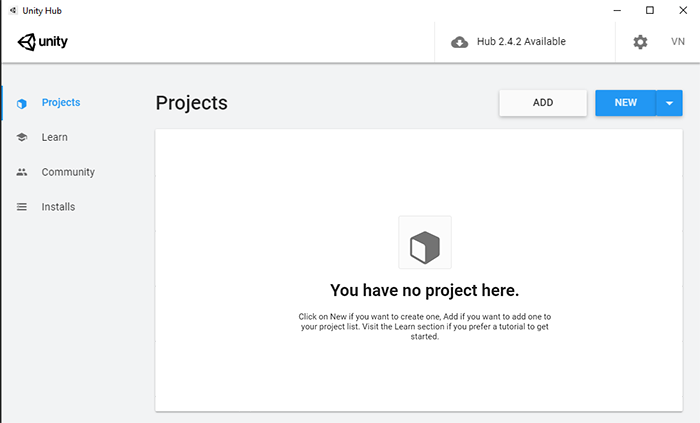 Unity Hub
unity
Hub 2.4.2 Available
VN
Projects
Learn
Community
Installs
Projects
ADD
NEW
You have no project here.
Click on New if you want to create one, Add if you want to add one to
your project list. Visit the Learn section if you prefer a tutorial to get
started.